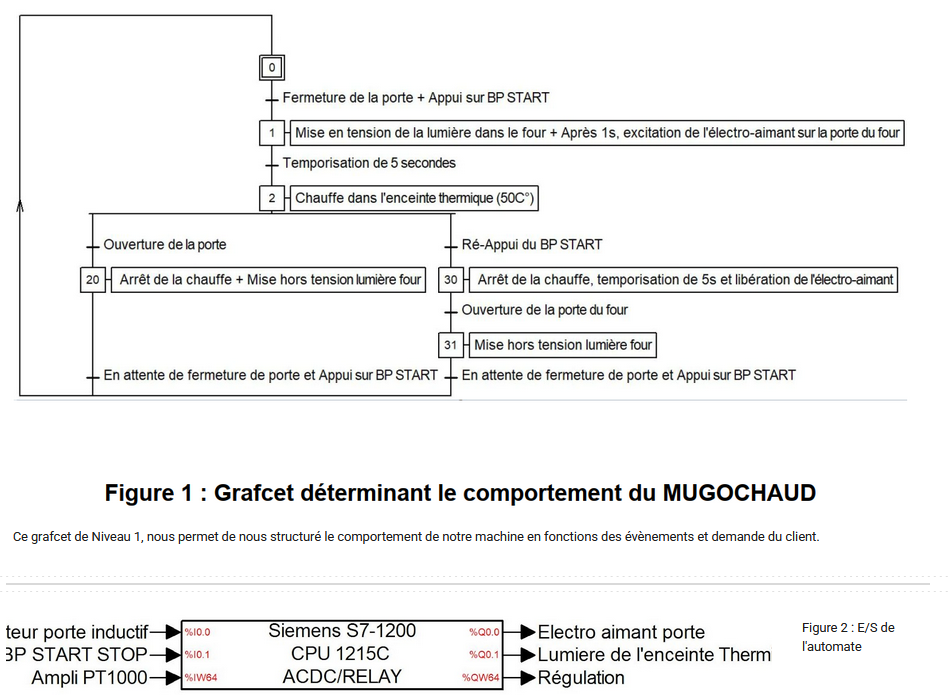 0
Fermeture de la porte + Appui sur BP START
1 Mise en tension de la lumière dans le four + Après 1s, excitation de l'électro-aimant sur la porte du four
Temporisation de 5 secondes
2 Chauffe dans l'enceinte thermique (50C°)
Ouverture de la porte Ré-Appui du BP START
20 Arrêt de la chauffe + Mise hors tension lumière four 30 Arrêt de la chauffe, temporisation de 5s et libération de l'électro-aimant
Ouverture de la porte du four
31 Mise hors tension lumière four
En attente de fermeture de porte et Appui sur BP START En attente de fermeture de porte et Appui sur BP START
Figure 1 : Grafcet déterminant le comportement du MUGOCHAUD
Ce grafcet de Niveau 1, nous permet de nous structuré le comportement de notre machine en fonctions des évènements et demande du client.
porte inductif %I0.0 Siemens S7-1200 %Q0.0 Electro aimant porte
BP START STOP %I0.1 CPU 1215C %Q0.1 Lumiere de l'enceinte Therm
Ampli PT1000 %IW64 ACDC/RELAY %QW64 Régulation
Figure 2 : E/S de
l'automate